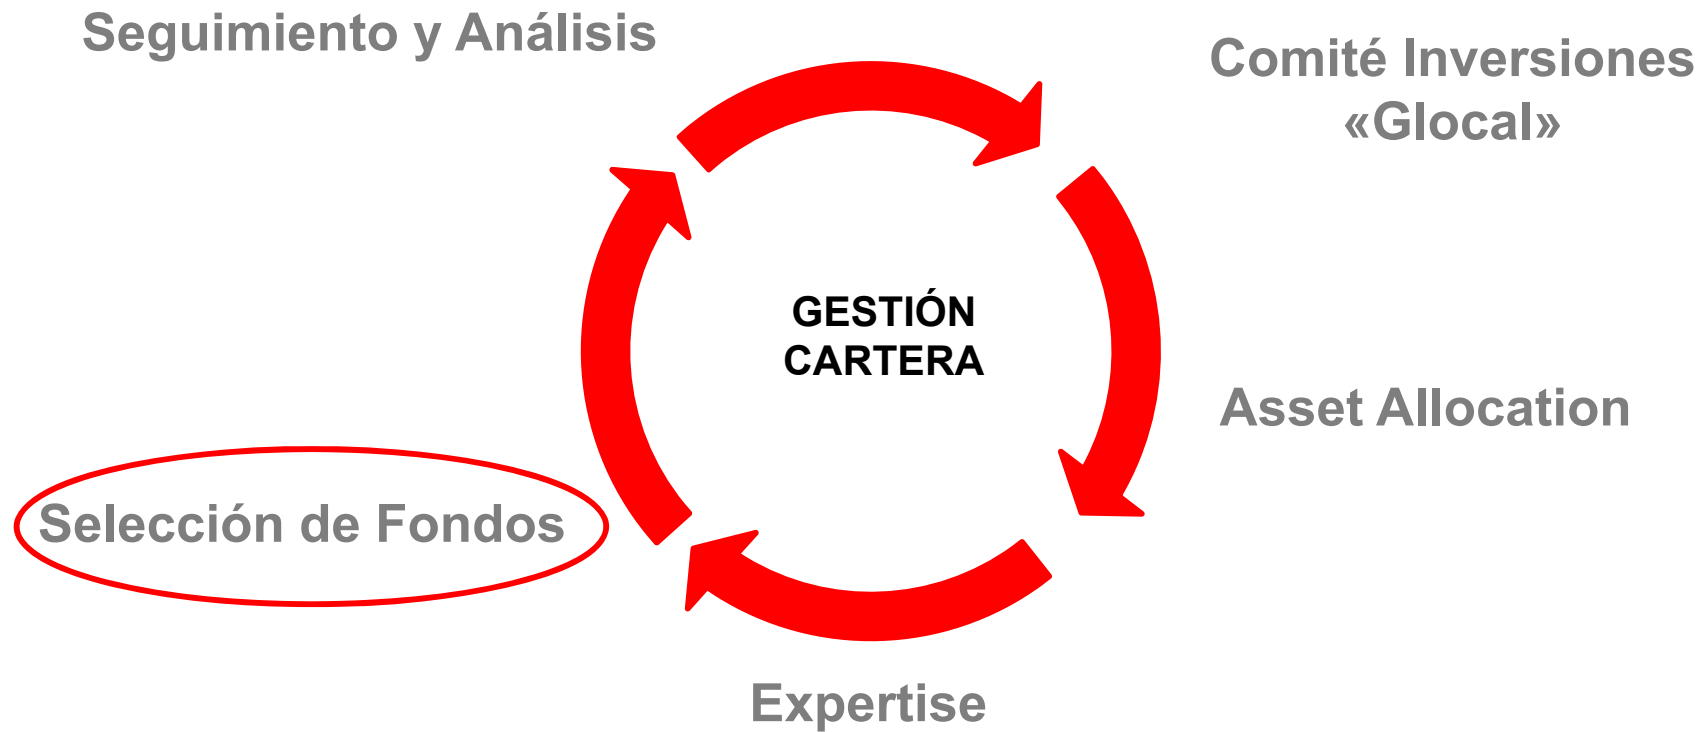 Seguimiento y Análisis
Comité Inversiones
«Glocal»
GESTIÓN
CARTERA
Asset Allocation
Selección de Fondos
Expertise